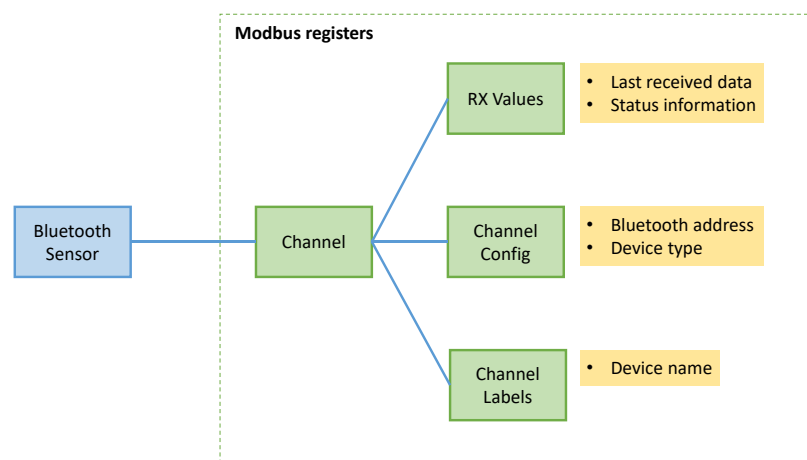 Modbus registers
RX Values
• Last received data
• Status information
Bluetooth
Sensor
Channel
Channel
Config
• Bluetooth address
• Device type
Channel
Labels
• Device name